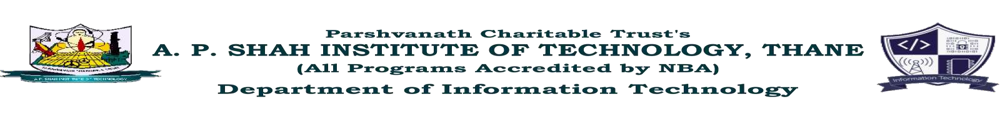 Parshvanath Charitable Trust's
A. P. SHAH INSTITUTE OF TECHNOLOGY, THANE
(All Programs Accredited by NBA)
Department of Information Technology
A.P. SHAH INSTITUTE OF TECHNOLOGY
</>
Information Technology